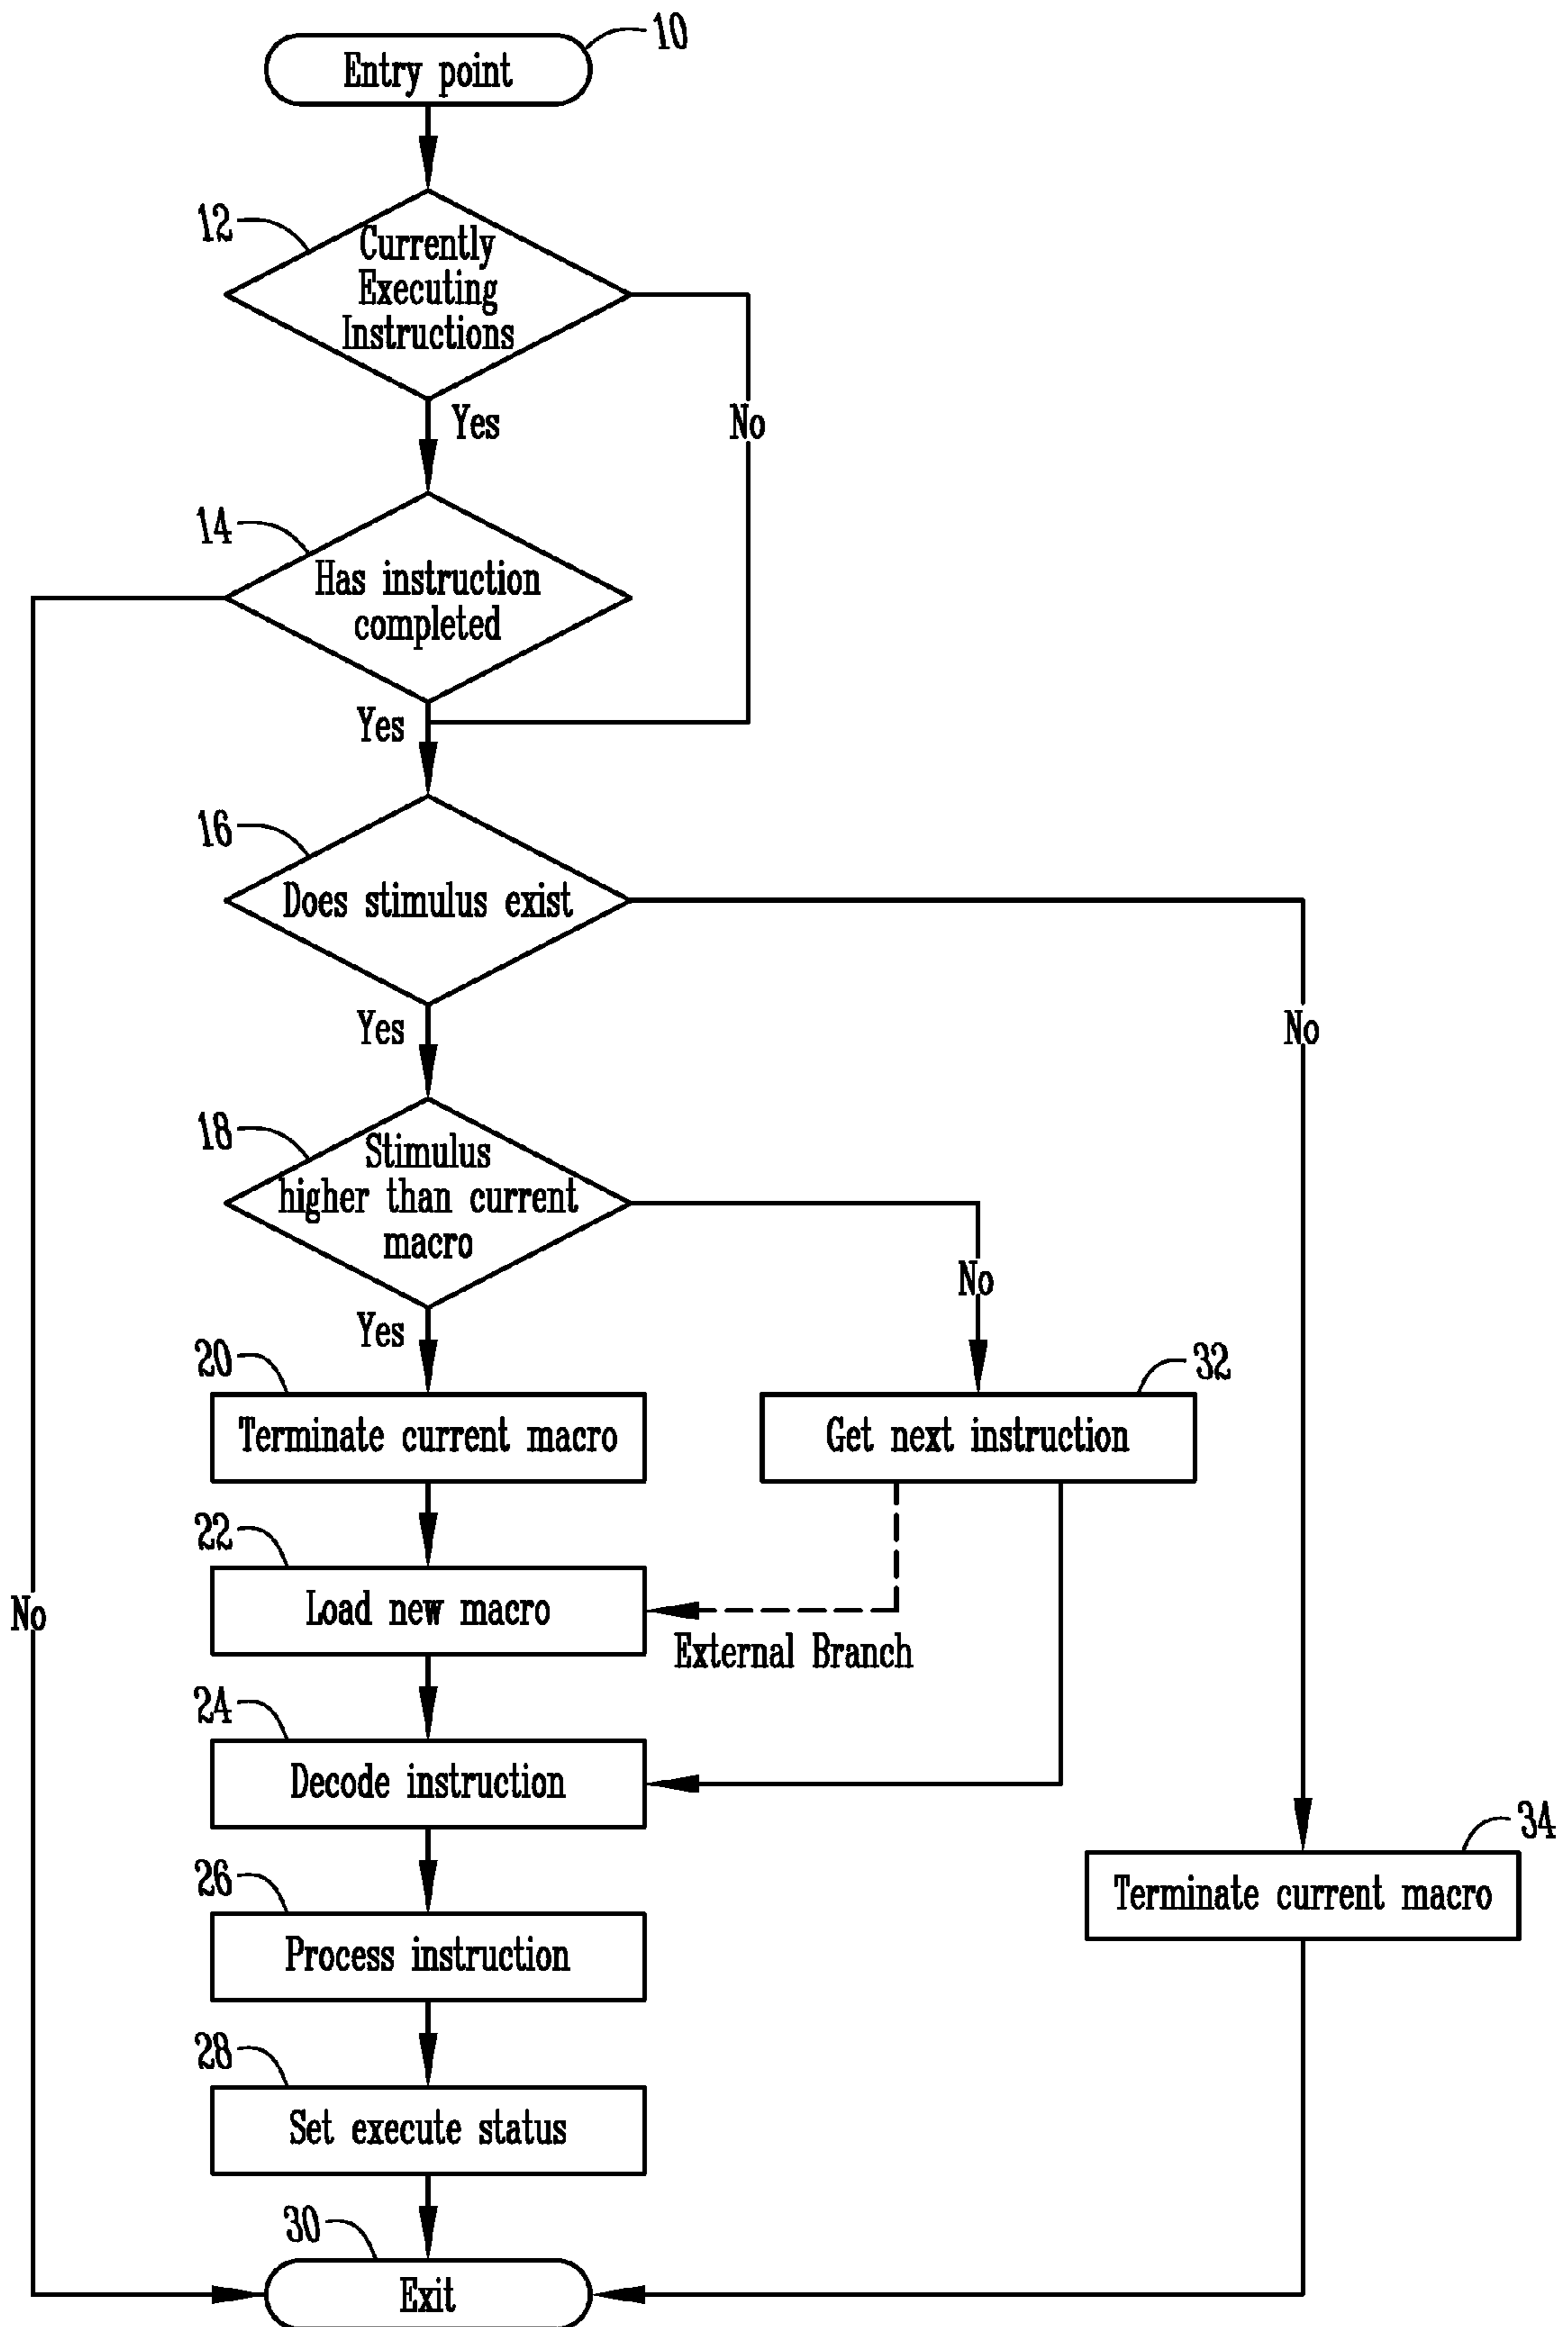 10
Entry point
12
Currently
Executing
Instructions
Yes
No
14
Has instruction
completed
Yes
16
Does stimulus exist
Yes
No
18
Stimulus
higher than current
macro
No
Yes
20
32
Terminate current macro
Get next instruction
22
Load new macro
No
External Branch
24
Decode instruction
34
26
Terminate current macro
Process instruction
28
Set execute status
30
Exit